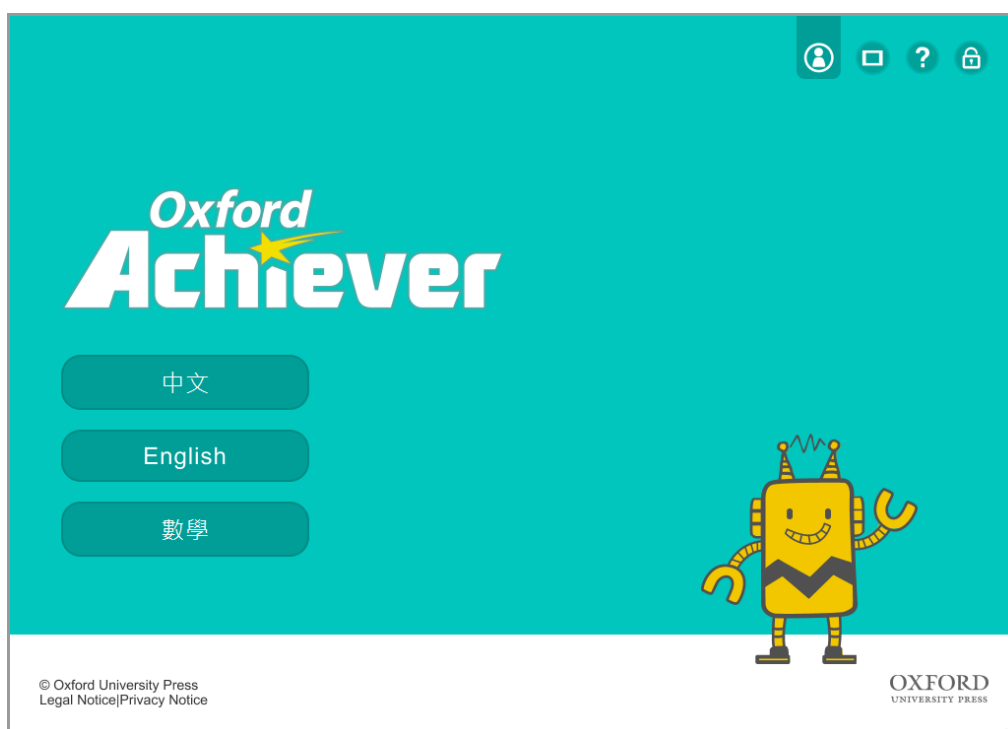 ?
Oxford
Achiever
中文
English
數學
© Oxford University Press
Legal Notice|Privacy Notice
OXFORD
UNIVERSITY PRESS